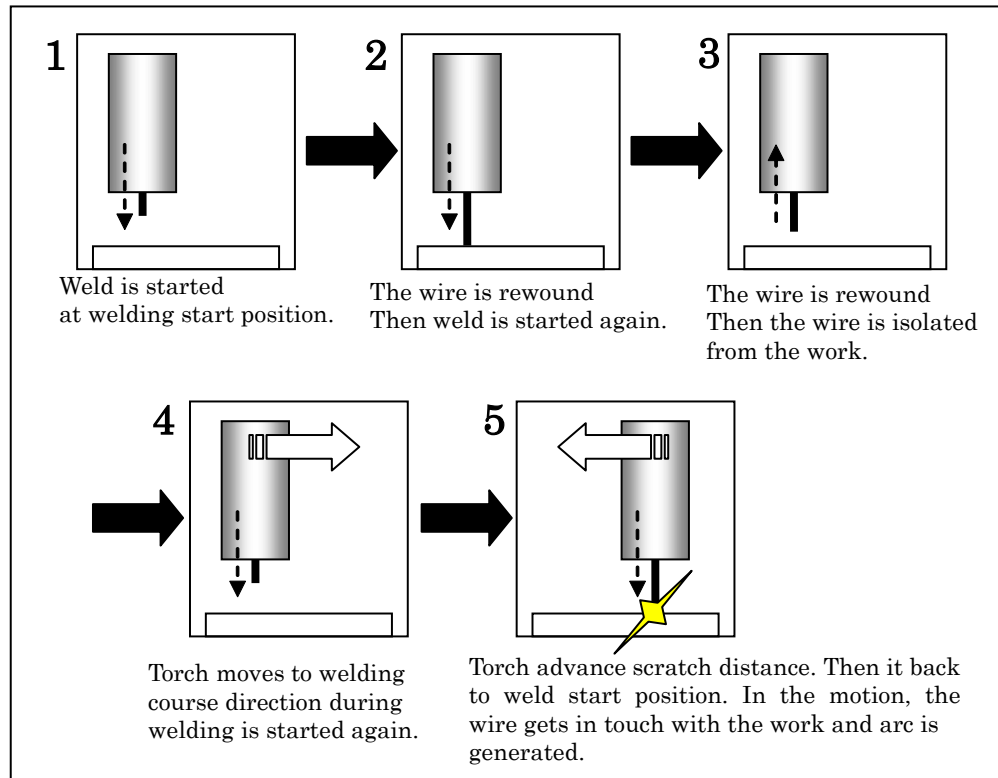 1
2
3
Weld is started
at welding start position.
The wire is rewound
Then weld is started again.
The wire is rewound
Then the wire is isolated
from the work.
4
5
Torch moves to welding
course direction during
welding is started again.
Torch advance scratch distance. Then it back
to weld start position. In the motion, the
wire gets in touch with the work and arc is
generated.